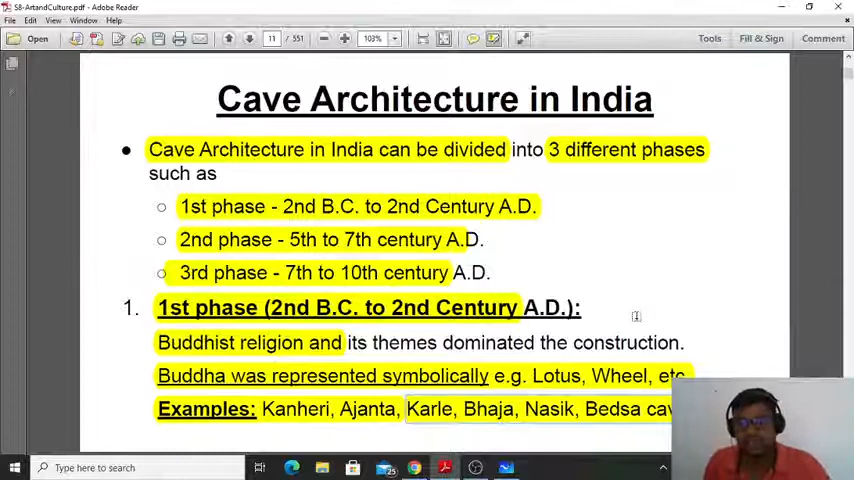 S8-ArtandCulture.pdf - Adobe Reader
File Edit View Window Help
Open 11 / 551 103% Tools Fill & Sign Comment
Cave Architecture in India
● Cave Architecture in India can be divided into 3 different phases
such as
○ 1st phase - 2nd B.C. to 2nd Century A.D.
○ 2nd phase - 5th to 7th century A.D.
○ 3rd phase - 7th to 10th century A.D.
1. 1st phase (2nd B.C. to 2nd Century A.D.):
Buddhist religion and its themes dominated the construction.
Buddha was represented symbolically e.g. Lotus, Wheel, etc
Examples: Kanheri, Ajanta, Karle, Bhaja, Nasik, Bedsa cav
Type here to search 25